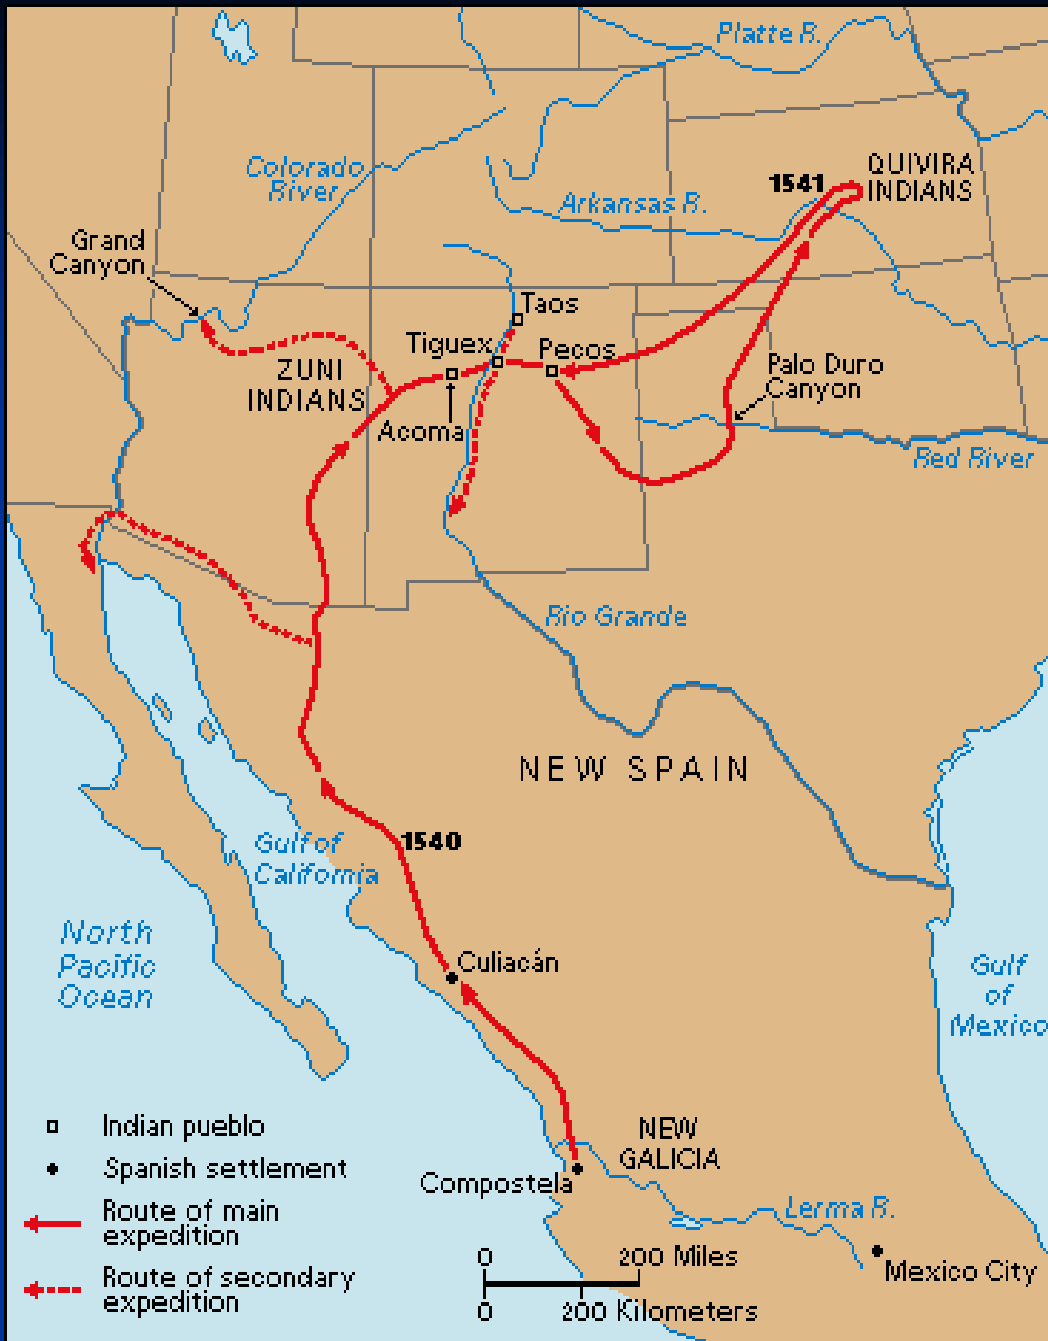 Platte R.
Colorado
River
1541
QUIVIRA
INDIANS
Arkansas R.
Grand
Canyon
Taos
Tiguex
Pecos
ZUNI
INDIANS
Palo Duro
Canyon
Acoma
Red River
Rio Grande
NEW SPAIN
1540
Gulf of
California
North
Pacific
Ocean
Culiacán
Gulf
of
Mexico
NEW
GALICIA
Compostela
Lerma R.
Mexico City
Indian pueblo
Spanish settlement
Route of main
expedition
Route of secondary
expedition
0 200 Miles
0 200 Kilometers